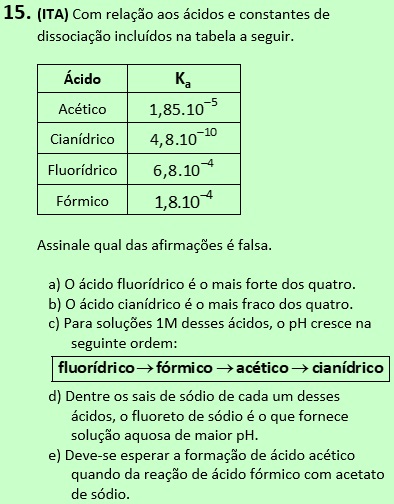 15. (ITA) Com relação aos ácidos e constantes de
dissociação incluídos na tabela a seguir.
Ácido Kₐ
Acético 1,85.10⁻⁵
Cianídrico 4,8.10⁻¹⁰
Fluorídrico 6,8.10⁻⁴
Fórmico 1,8.10⁻⁴
Assinale qual das afirmações é falsa.
a) O ácido fluorídrico é o mais forte dos quatro.
b) O ácido cianídrico é o mais fraco dos quatro.
c) Para soluções 1M desses ácidos, o pH cresce na
seguinte ordem:
fluorídrico→fórmico→acético→cianídrico
d) Dentre os sais de sódio de cada um desses
ácidos, o fluoreto de sódio é o que fornece
solução aquosa de maior pH.
e) Deve-se esperar a formação de ácido acético
quando da reação de ácido fórmico com acetato
de sódio.